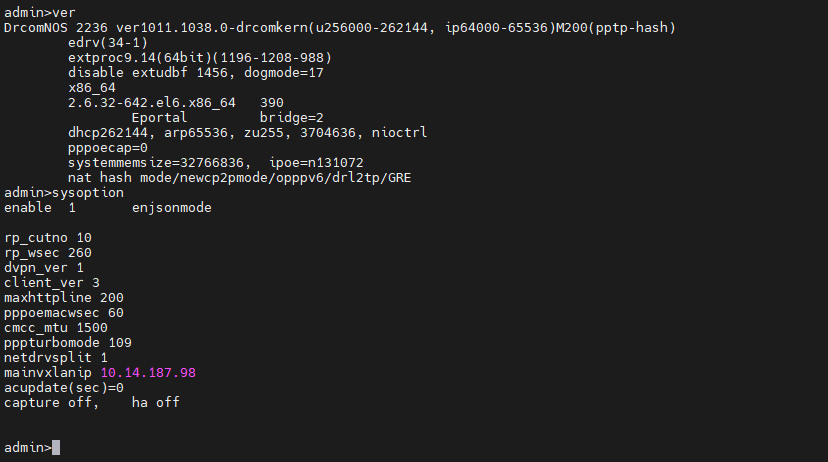 admin>ver
DrcomNOS 2236 ver1011.1038.0-drcomkern(u256000-262144, ip64000-65536)M200(pptp-hash)
edrv(34-1)
extproc9.14(64bit)(1196-1208-988)
disable extudbf 1456, dogmode=17
x86_64
2.6.32-642.el6.x86_64   390
Eportal         bridge=2
dhcp262144, arp65536, zu255, 3704636, nioctrl
pppoecap=0
systemmemsize=32766836,  ipoe=n131072
nat hash mode/newcp2pmode/opppv6/drl2tp/GRE
admin>sysoption
enable  1       enjsonmode
rp_cutno 10
rp_wsec 260
dvpn_ver 1
client_ver 3
maxhttpline 200
pppoemacwsec 60
cmcc_mtu 1500
pppturbomode 109
netdrvsplit 1
mainvxlanip 10.14.187.98
acupdate(sec)=0
capture off,    ha off
admin>